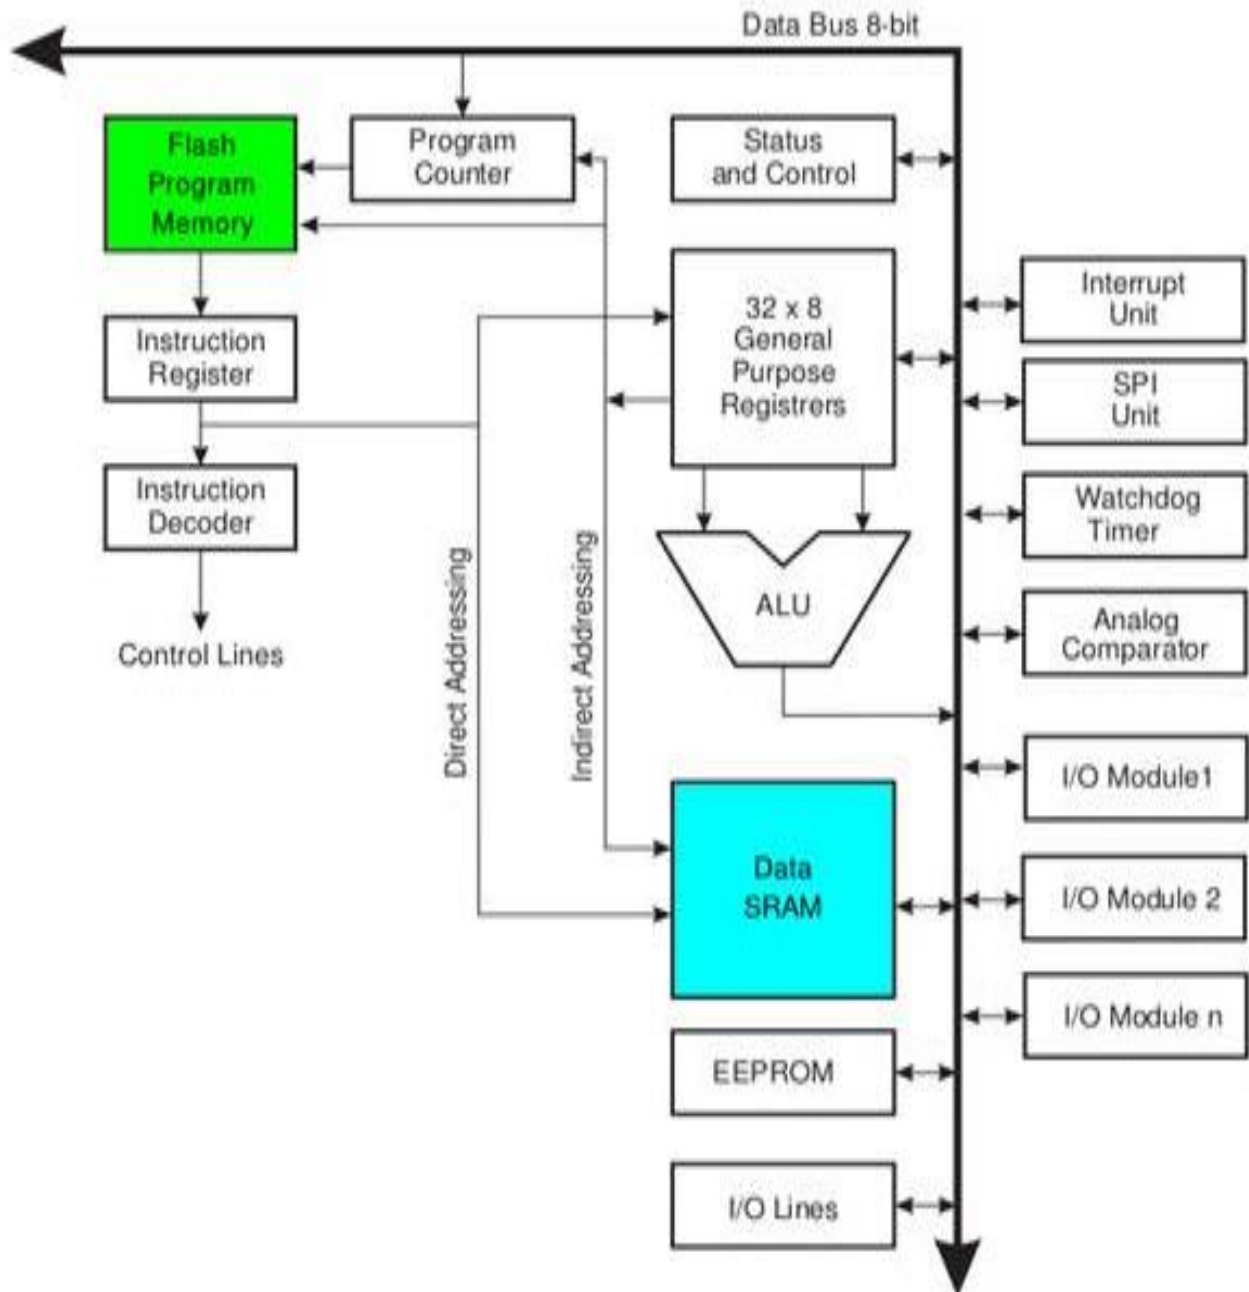 Data Bus 8-bit
Flash
Program
Memory
Program
Counter
Status
and Control
Instruction
Register
32 x 8
General
Purpose
Registrers
Interrupt
Unit
SPI
Unit
Instruction
Decoder
Watchdog
Timer
Control Lines
Direct Addressing
Indirect Addressing
ALU
Analog
Comparator
I/O Module1
Data
SRAM
I/O Module 2
I/O Module n
EEPROM
I/O Lines